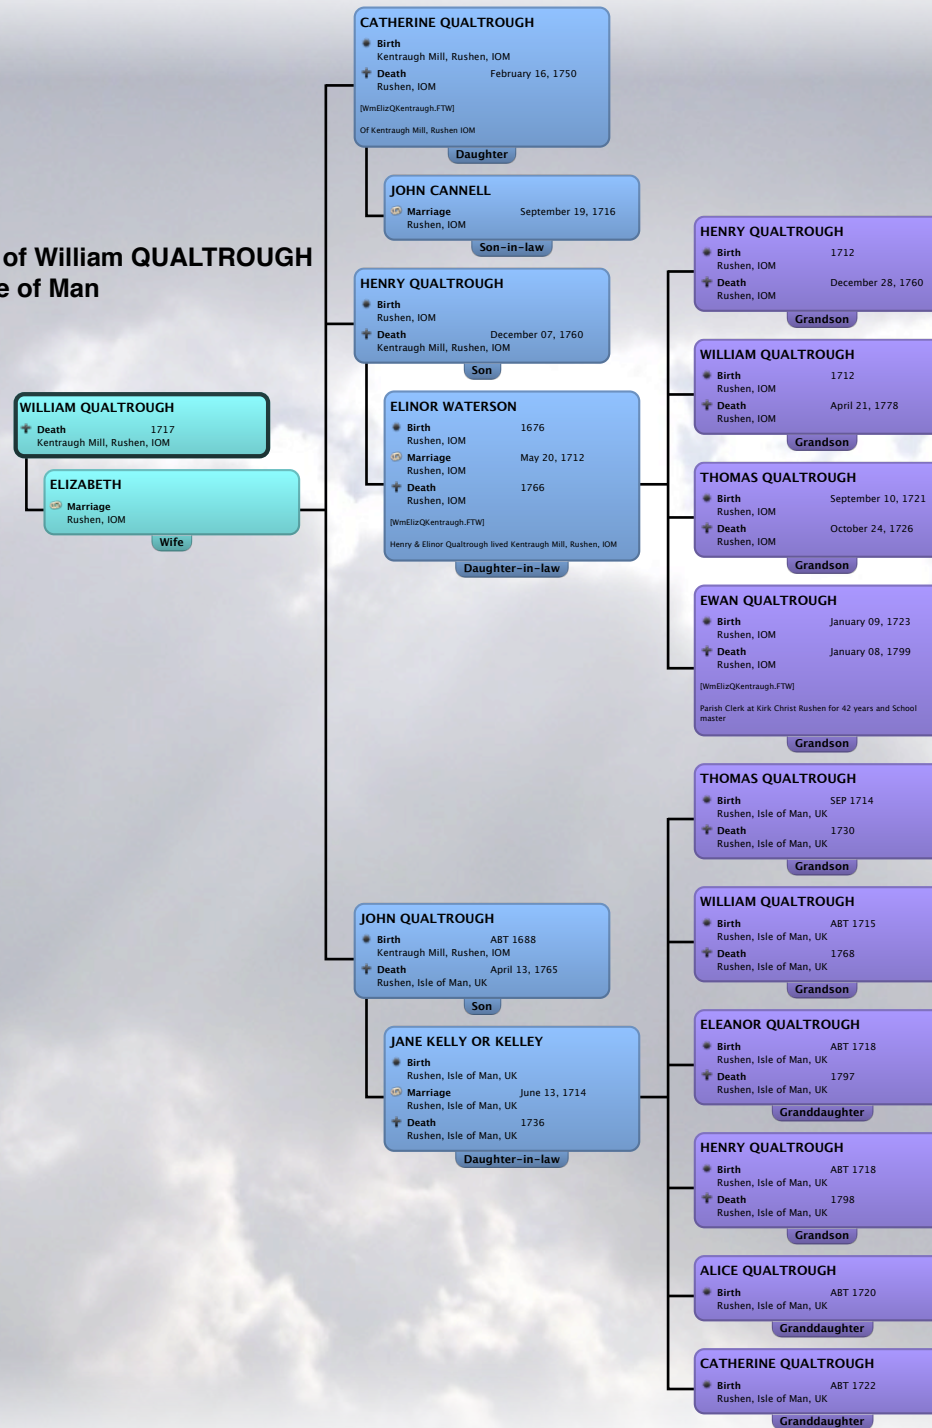 of William QUALTROUGH
e of Man
WILLIAM QUALTROUGH
Death 1717
Kentraugh Mill, Rushen, IOM
ELIZABETH
Marriage
Rushen, IOM
Wife
CATHERINE QUALTROUGH
Birth
Kentraugh Mill, Rushen, IOM
Death February 16, 1750
Rushen, IOM
[WmElizQKentraugh.FTW]
Of Kentraugh Mill, Rushen IOM
Daughter
JOHN CANNELL
Marriage September 19, 1716
Rushen, IOM
Son-in-law
HENRY QUALTROUGH
Birth
Rushen, IOM
Death December 07, 1760
Kentraugh Mill, Rushen, IOM
Son
ELINOR WATERSON
Birth 1676
Rushen, IOM
Marriage May 20, 1712
Rushen, IOM
Death 1766
Rushen, IOM
[WmElizQKentraugh.FTW]
Henry & Elinor Qualtrough lived Kentraugh Mill, Rushen, IOM
Daughter-in-law
HENRY QUALTROUGH
Birth 1712
Rushen, IOM
Death December 28, 1760
Rushen, IOM
Grandson
WILLIAM QUALTROUGH
Birth 1712
Rushen, IOM
Death April 21, 1778
Rushen, IOM
Grandson
THOMAS QUALTROUGH
Birth September 10, 1721
Rushen, IOM
Death October 24, 1726
Rushen, IOM
Grandson
EWAN QUALTROUGH
Birth January 09, 1723
Rushen, IOM
Death January 08, 1799
Rushen, IOM
[WmElizQKentraugh.FTW]
Parish Clerk at Kirk Christ Rushen for 42 years and School
master
Grandson
JOHN QUALTROUGH
Birth ABT 1688
Kentraugh Mill, Rushen, IOM
Death April 13, 1765
Rushen, Isle of Man, UK
Son
JANE KELLY OR KELLEY
Birth
Rushen, Isle of Man, UK
Marriage June 13, 1714
Rushen, Isle of Man, UK
Death 1736
Rushen, Isle of Man, UK
Daughter-in-law
THOMAS QUALTROUGH
Birth SEP 1714
Rushen, Isle of Man, UK
Death 1730
Rushen, Isle of Man, UK
Grandson
WILLIAM QUALTROUGH
Birth ABT 1715
Rushen, Isle of Man, UK
Death 1768
Rushen, Isle of Man, UK
Grandson
ELEANOR QUALTROUGH
Birth ABT 1718
Rushen, Isle of Man, UK
Death 1797
Rushen, Isle of Man, UK
Granddaughter
HENRY QUALTROUGH
Birth ABT 1718
Rushen, Isle of Man, UK
Death 1798
Rushen, Isle of Man, UK
Grandson
ALICE QUALTROUGH
Birth ABT 1720
Rushen, Isle of Man, UK
Granddaughter
CATHERINE QUALTROUGH
Birth ABT 1722
Rushen, Isle of Man, UK
Granddaughter